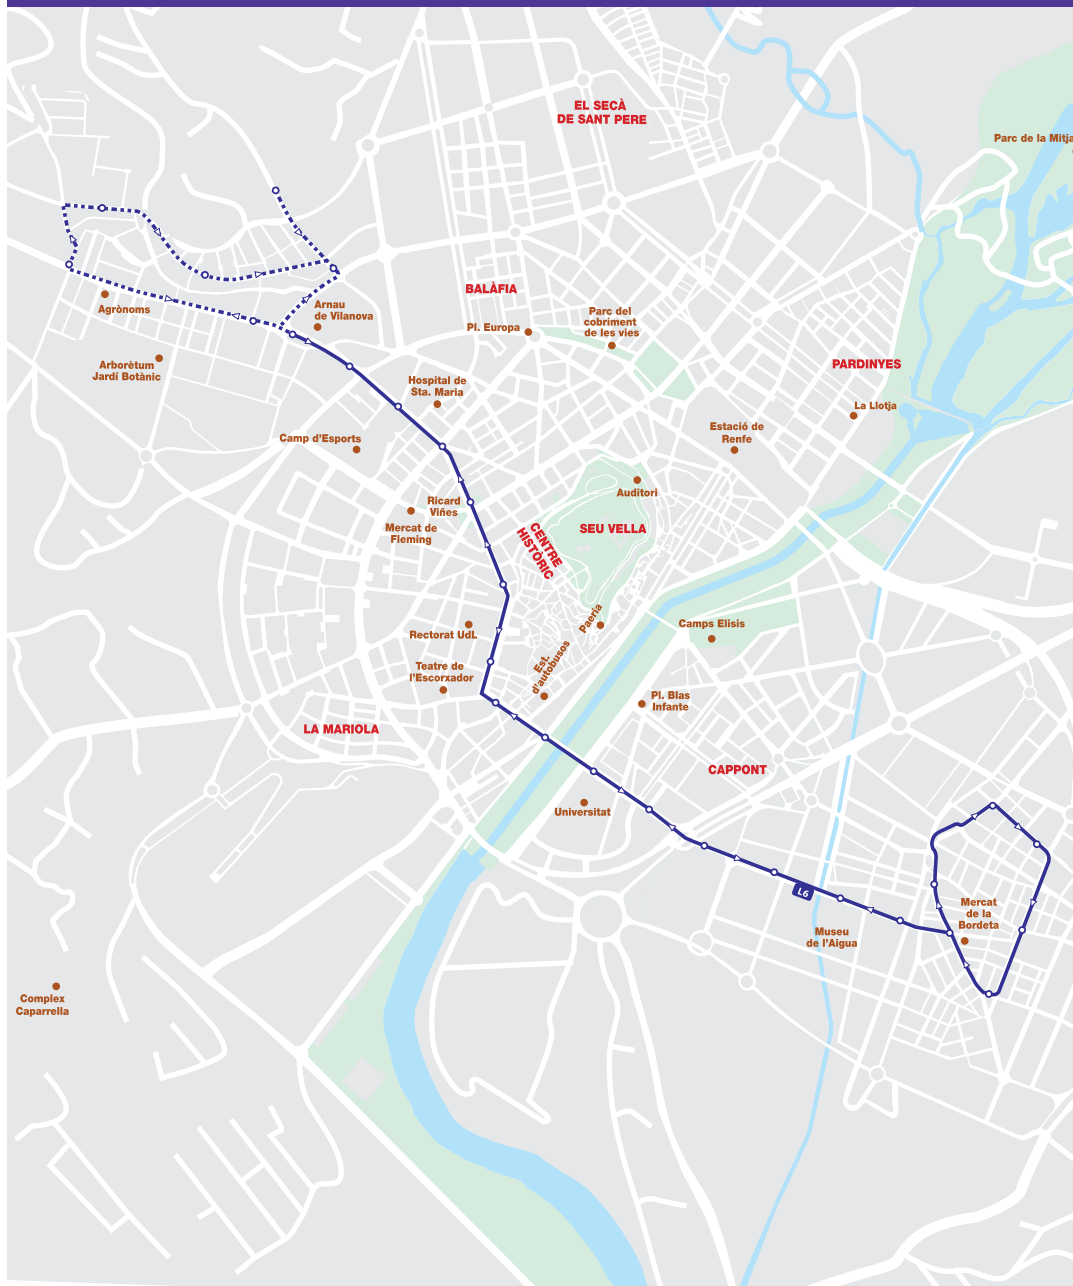 EL SECÀ
DE SANT PERE
Parc de la Mitja
BALÀFIA
Agrònoms
Arnau
de Vilanova
Pl. Europa
Parc del
cobriment
de les vies
Arborètum
Jardí Botànic
PARDINYES
Hospital de
Sta. Maria
La Llotja
Camp d'Esports
Estació de
Renfe
Auditori
Ricard
Viñes
Mercat de
Fleming
CENTRE
HISTÒRIC
SEU VELLA
Rectorat UdL
Paeria
Camps Elisis
Teatre de
l'Escorxador
Est.
d'autobusos
Pl. Blas
Infante
LA MARIOLA
CAPPONT
Universitat
L6
Mercat
de la
Bordeta
Museu
de l'Aigua
Complex
Caparrella